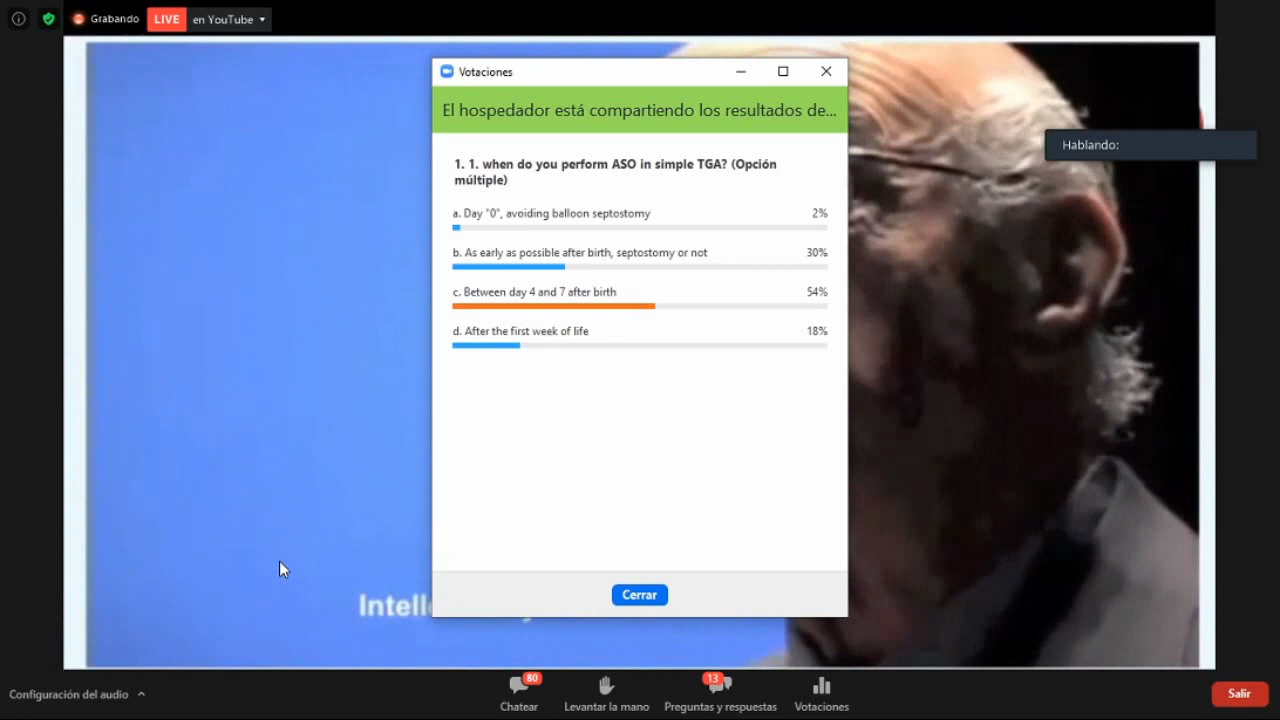 Grabando
LIVE en YouTube
Votaciones
El hospedador está compartiendo los resultados de...
Hablando:
1. 1. when do you perform ASO in simple TGA? (Opción
múltiple)
a. Day "0", avoiding balloon septostomy 2%
b. As early as possible after birth, septostomy or not 30%
c. Between day 4 and 7 after birth 54%
d. After the first week of life 18%
Cerrar
Configuración del audio
80
Chatear
Levantar la mano
13
Preguntas y respuestas
Votaciones
Salir